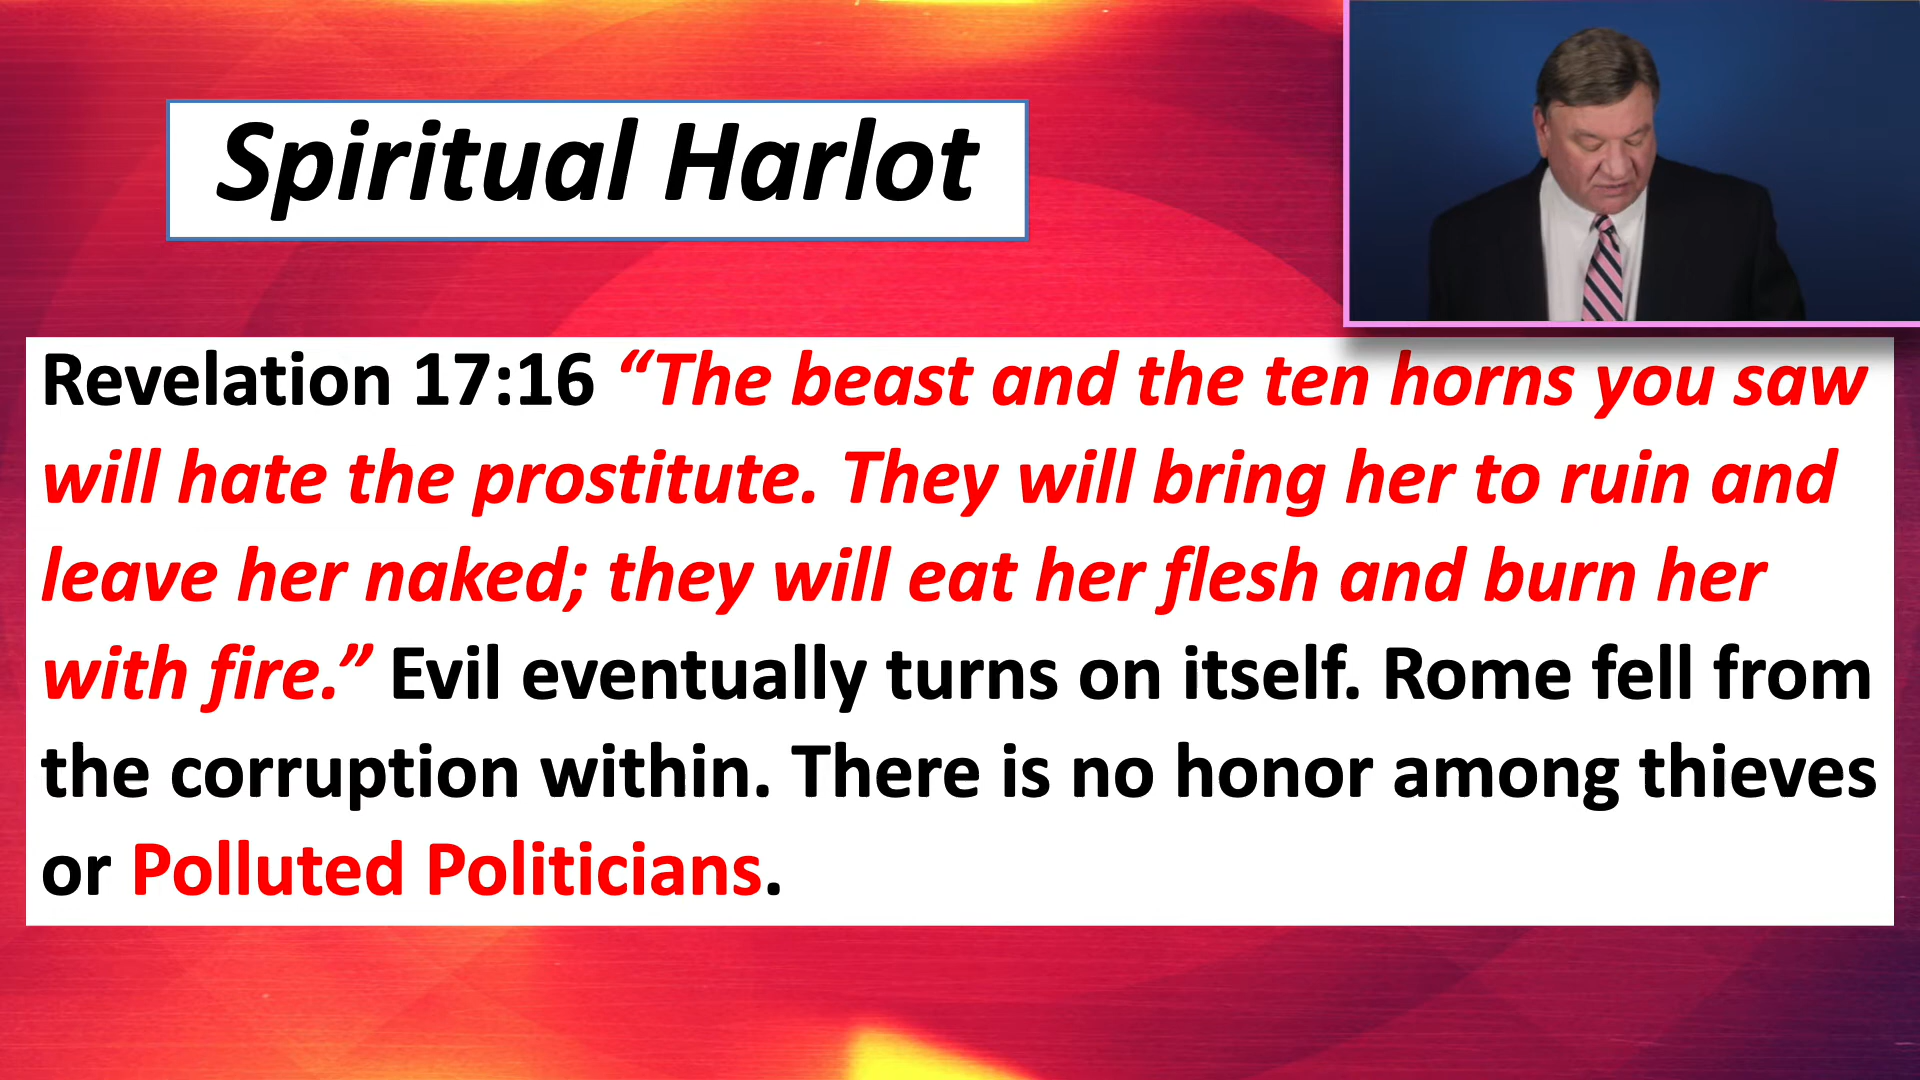 Spiritual Harlot
Revelation 17:16 “The beast and the ten horns you saw
will hate the prostitute. They will bring her to ruin and
leave her naked; they will eat her flesh and burn her
with fire.” Evil eventually turns on itself. Rome fell from
the corruption within. There is no honor among thieves
or Polluted Politicians.